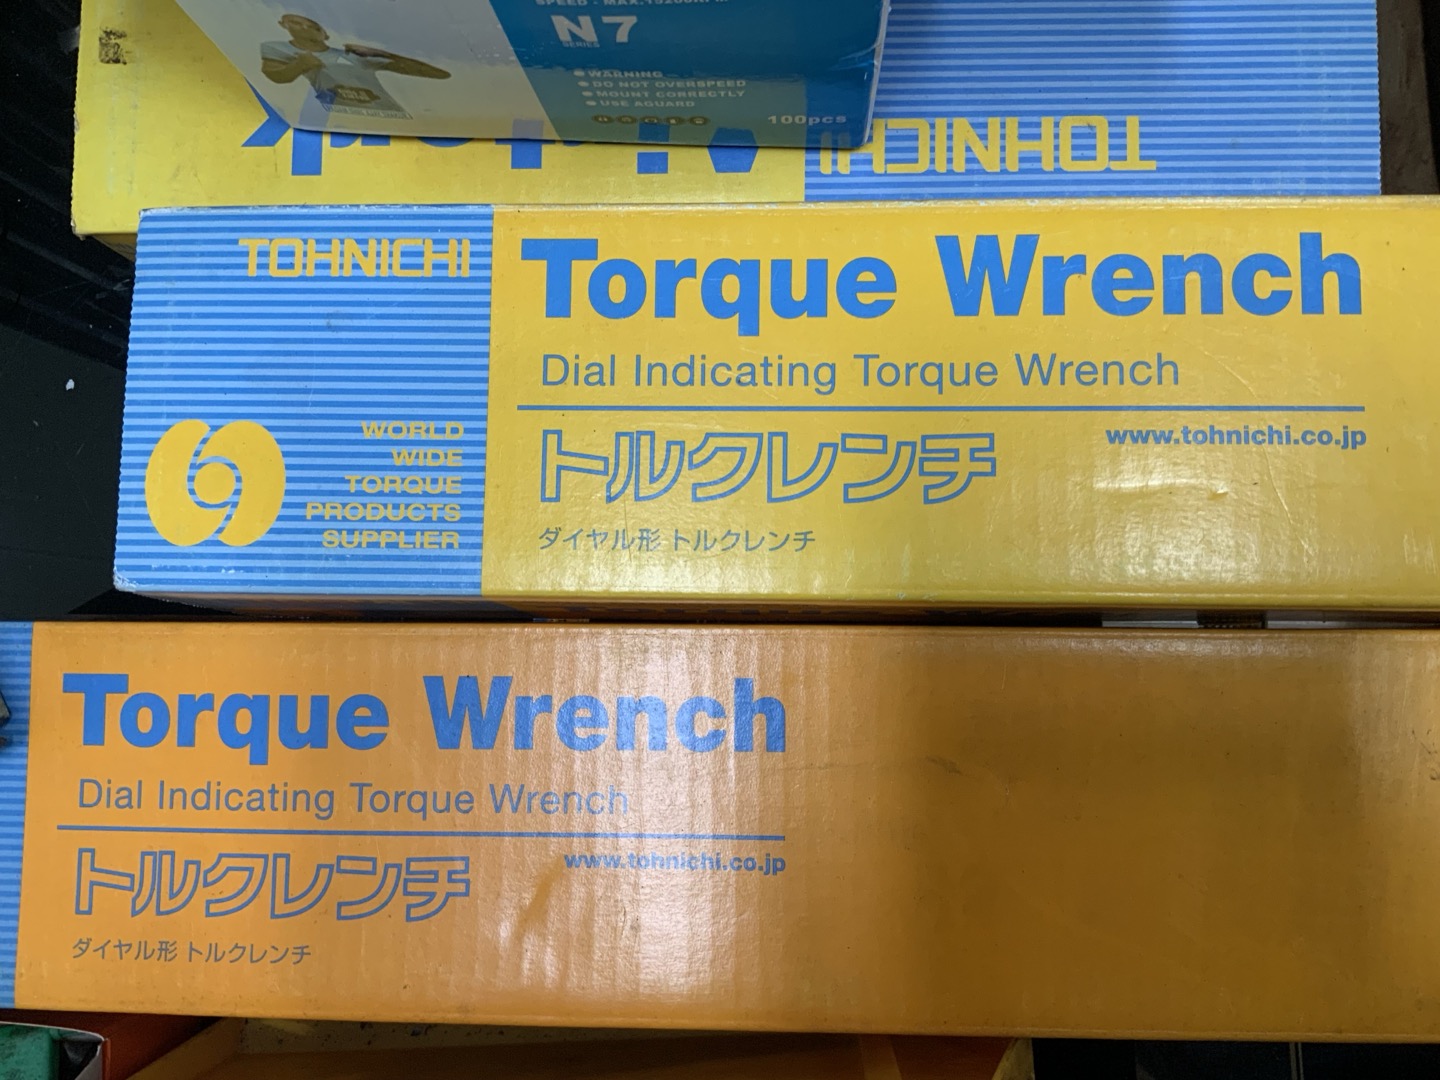 N7
SERIES
WARNING
DO NOT OVERSPEED
MOUNT CORRECTLY
USE AGUARD
100pcs
TOHNICHI
TOHNICHI
WORLD
WIDE
TORQUE
PRODUCTS
SUPPLIER
Torque Wrench
Dial Indicating Torque Wrench
www.tohnichi.co.jp
トルクレンチ
ダイヤル形 トルクレンチ
Torque Wrench
Dial Indicating Torque Wrench
www.tohnichi.co.jp
トルクレンチ
ダイヤル形 トルクレンチ